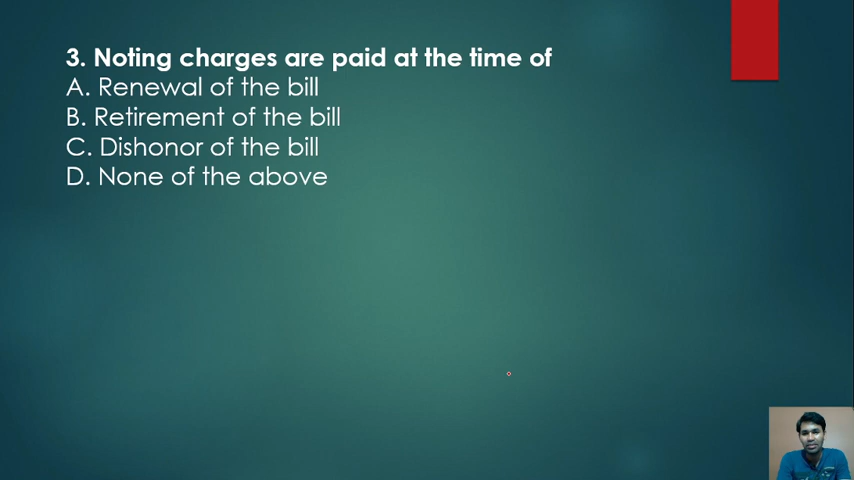 3. Noting charges are paid at the time of
A. Renewal of the bill
B. Retirement of the bill
C. Dishonor of the bill
D. None of the above